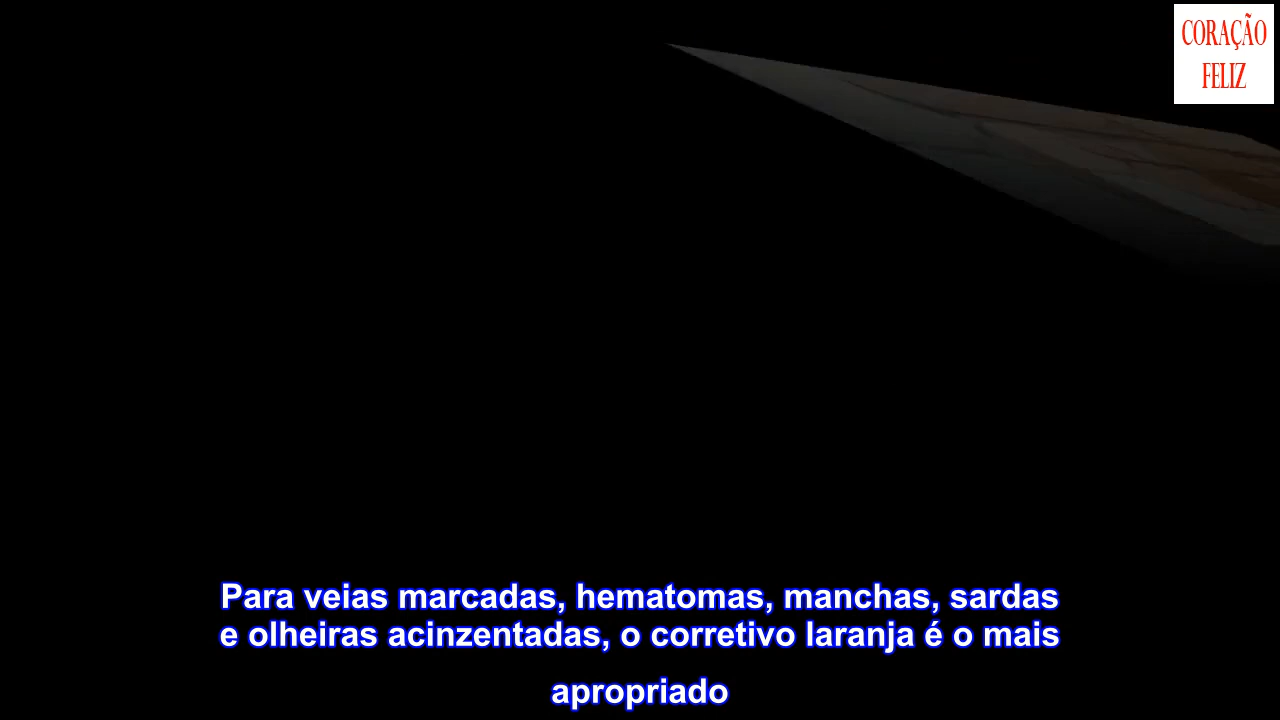 CORAÇÃO
FELIZ
Para veias marcadas, hematomas, manchas, sardas
e olheiras acinzentadas, o corretivo laranja é o mais
apropriado